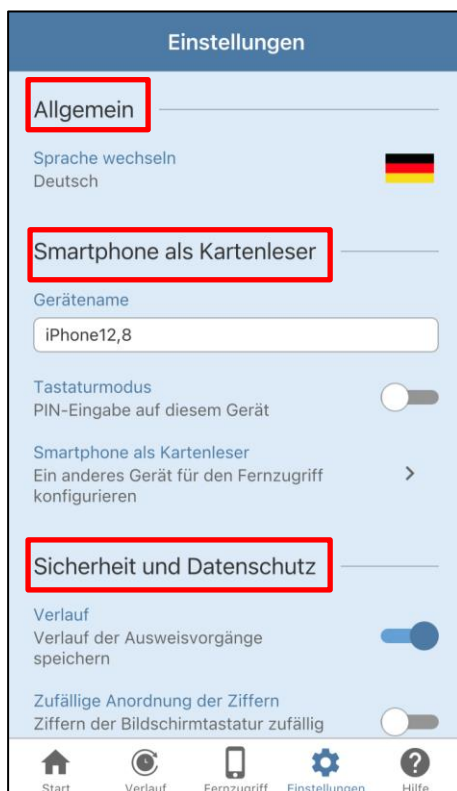 Einstellungen
Allgemein
Sprache wechseln
Deutsch
Smartphone als Kartenleser
Gerätename
iPhone12,8
Tastaturmodus
PIN-Eingabe auf diesem Gerät
Smartphone als Kartenleser
Ein anderes Gerät für den Fernzugriff
konfigurieren
Sicherheit und Datenschutz
Verlauf
Verlauf der Ausweisvorgänge
speichern
Zufällige Anordnung der Ziffern
Ziffern der Bildschirmtastatur zufällig
Start Verlauf Fernzugriff Einstellungen Hilfe